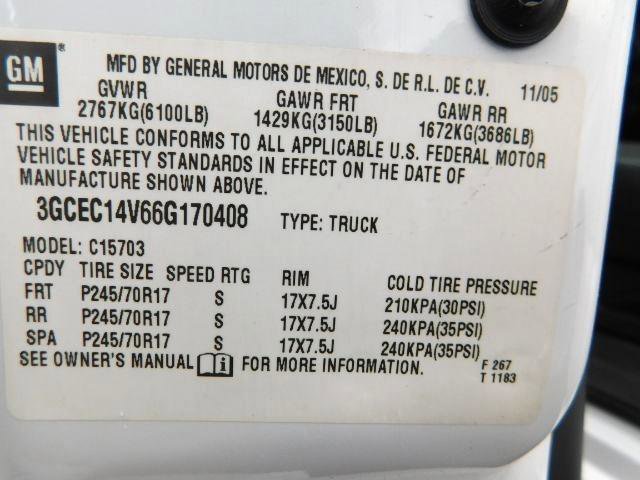 GM ®
MFD BY GENERAL MOTORS DE MEXICO, S. DE R.L. DE C.V. 11/05
GVWR GAWR FRT GAWR RR
2767KG(6100LB) 1429KG(3150LB) 1672KG(3686LB)
THIS VEHICLE CONFORMS TO ALL APPLICABLE U.S. FEDERAL MOTOR
VEHICLE SAFETY STANDARDS IN EFFECT ON THE DATE OF
MANUFACTURE SHOWN ABOVE.
3GCEC14V66G170408 TYPE: TRUCK
MODEL: C15703
CPDY TIRE SIZE SPEED RTG RIM COLD TIRE PRESSURE
FRT P245/70R17 S 17X7.5J 210KPA(30PSI)
RR P245/70R17 S 17X7.5J 240KPA(35PSI)
SPA P245/70R17 S 17X7.5J 240KPA(35PSI)
SEE OWNER'S MANUAL FOR MORE INFORMATION.
F 267
T 1183